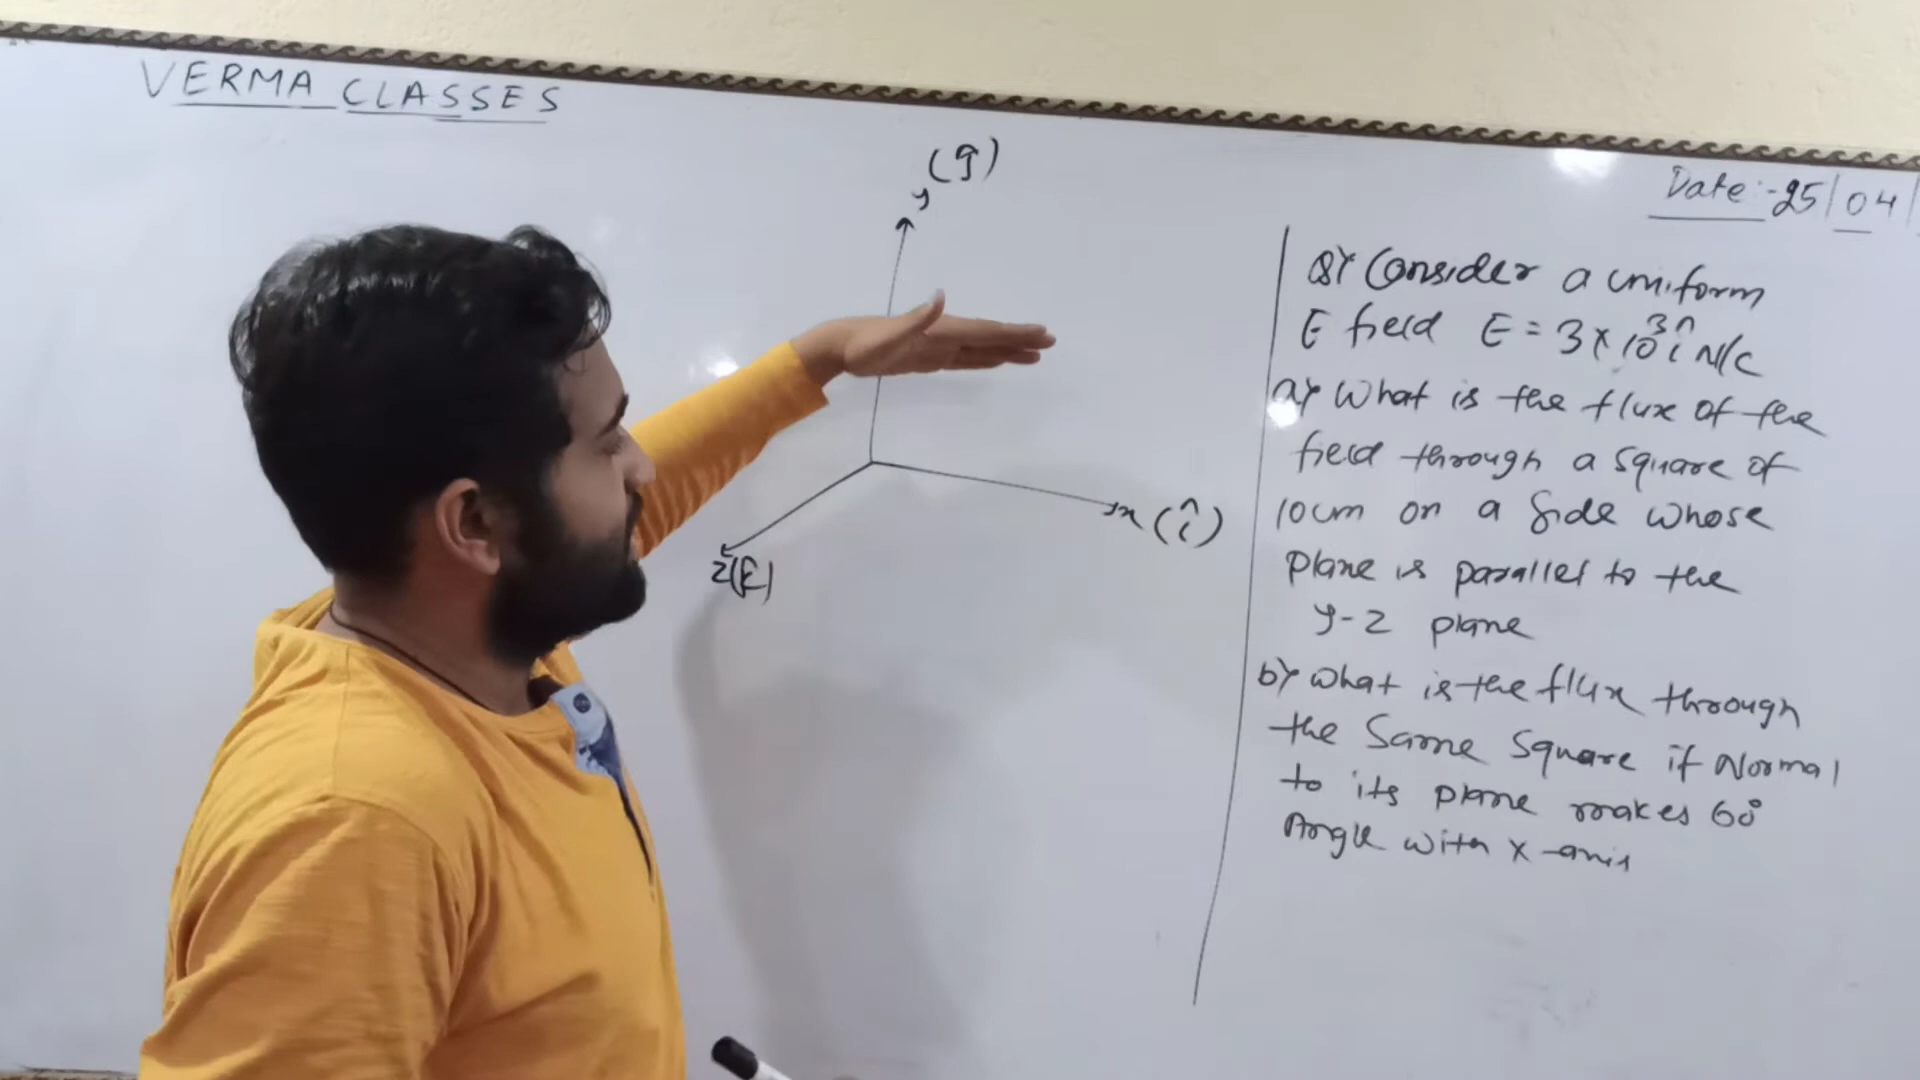 VERMA CLASSES
Date:-25/04/
y (ĵ)
x (î)
z(k̂)
Q) Consider a uniform
E field E = 3 x 10³ î N/C
a) What is the flux of the
field through a square of
10cm on a side whose
plane is parallel to the
y-z plane
b) What is the flux through
the same square if Normal
to its plane makes 60°
Angle with x-axis